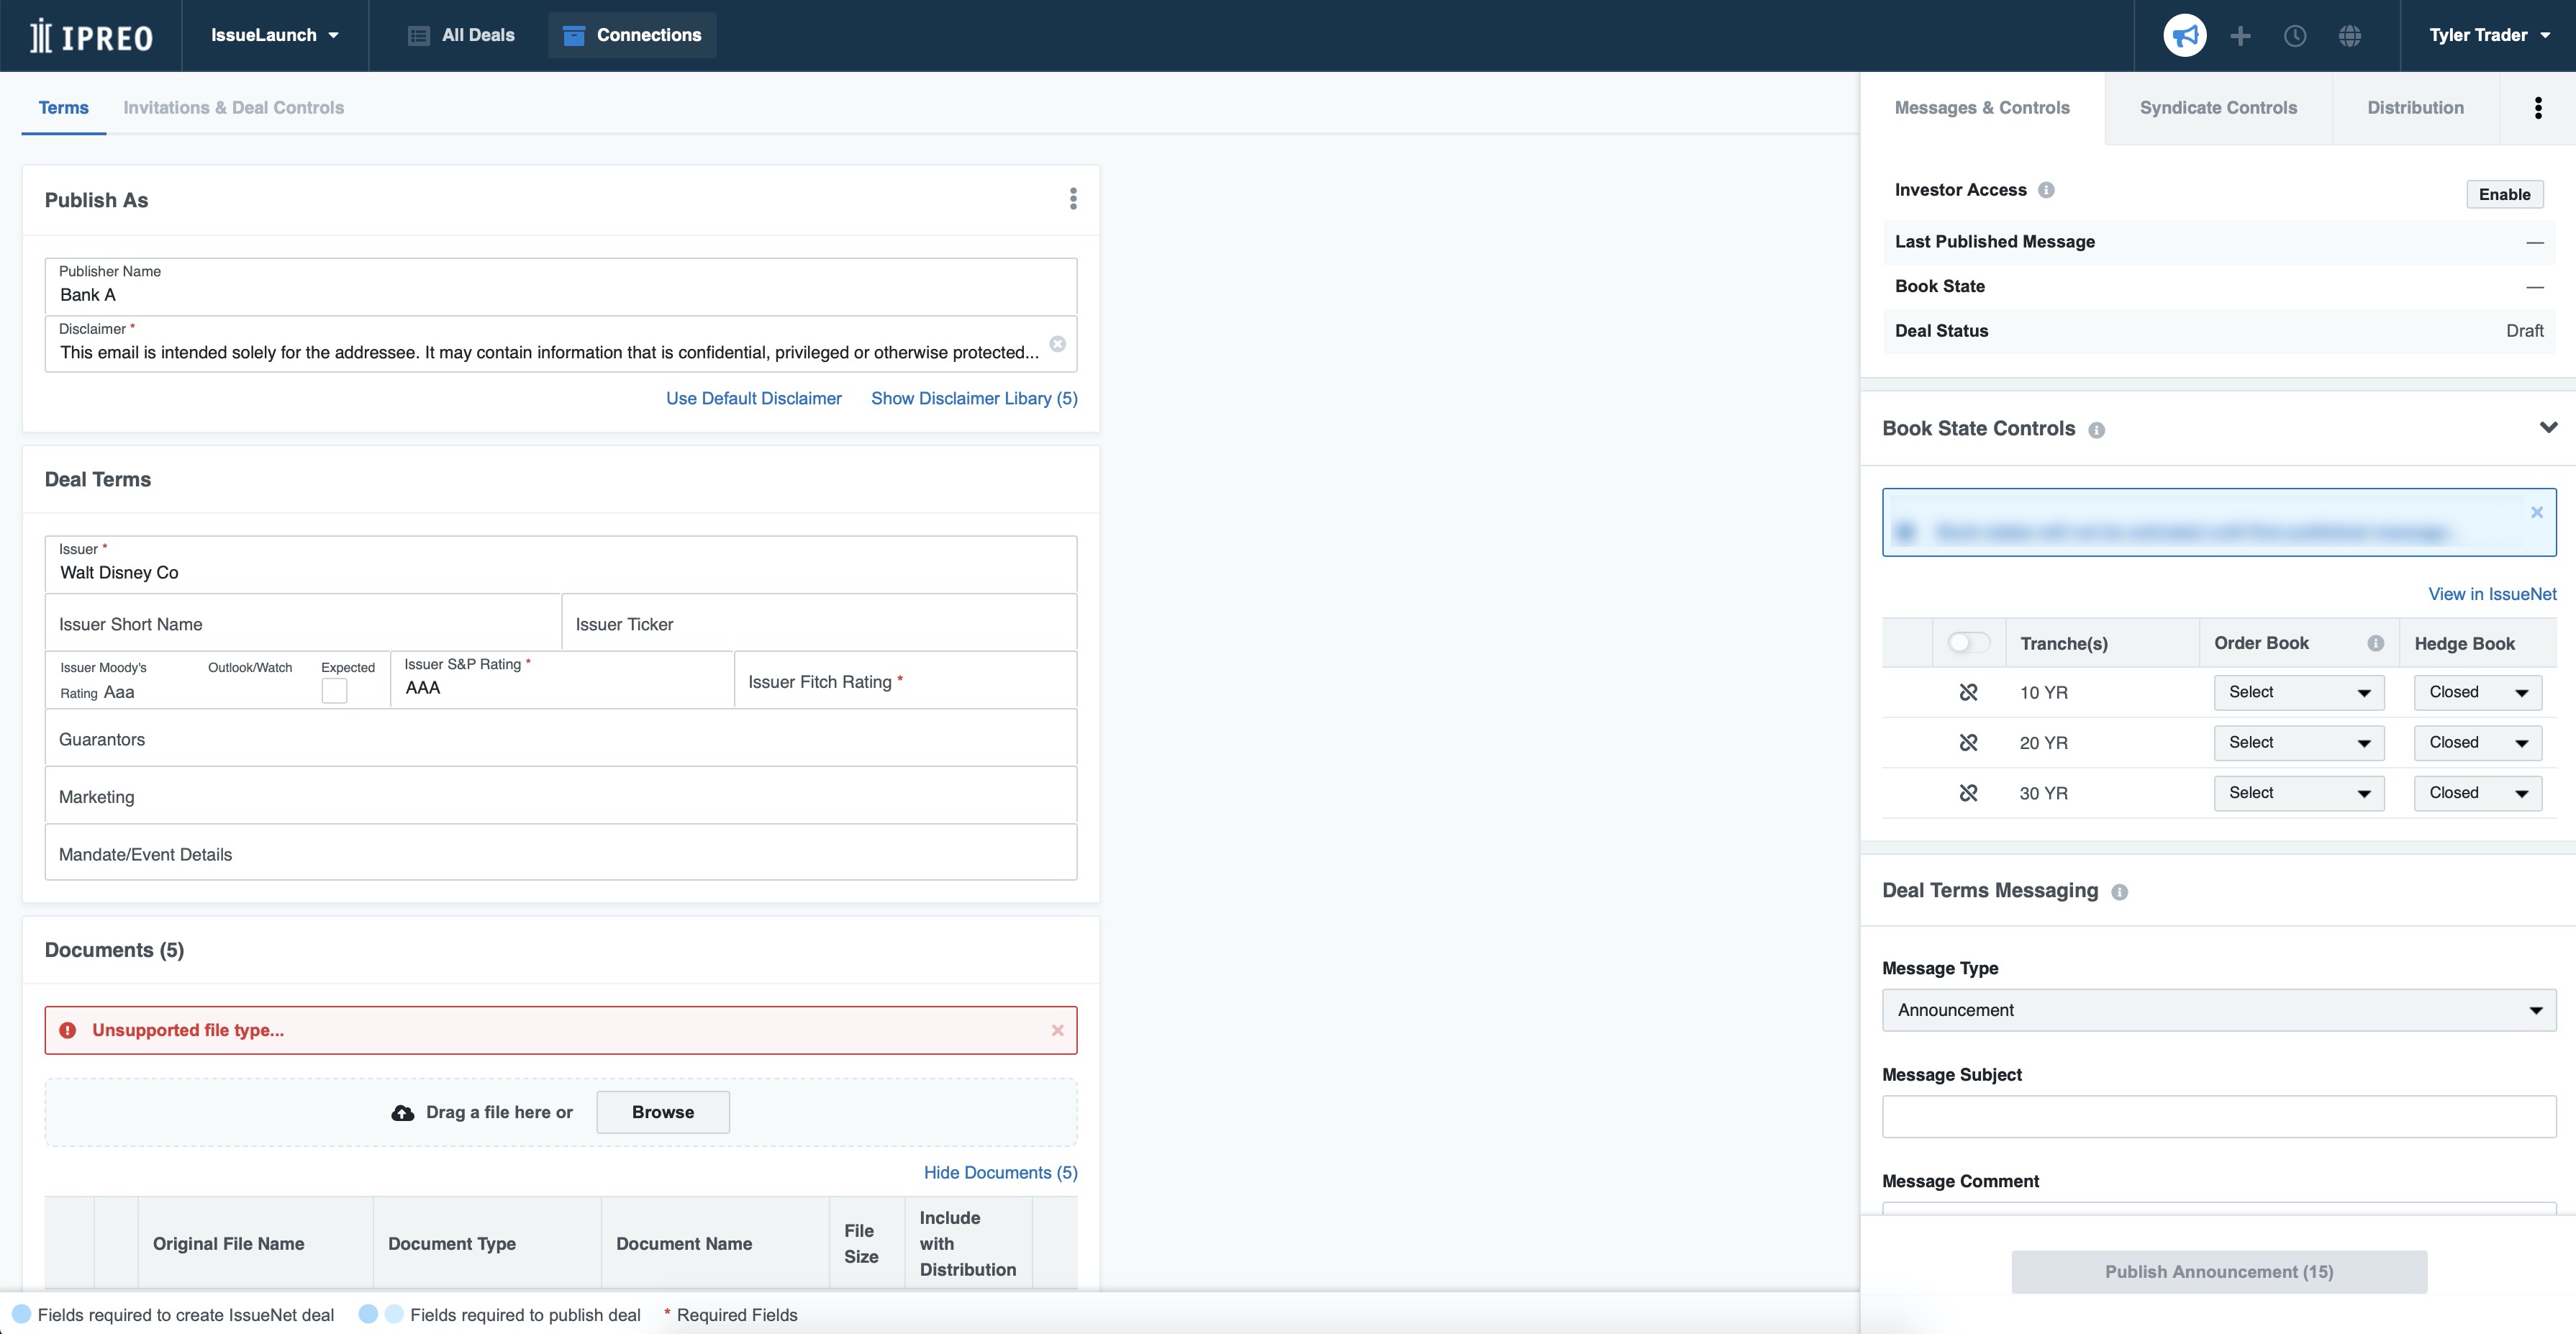 IPREO
IssueLaunch
All Deals
Connections
Tyler Trader
Terms
Invitations & Deal Controls
Publish As
Publisher Name
Bank A
Disclaimer *
This email is intended solely for the addressee. It may contain information that is confidential, privileged or otherwise protected...
Use Default Disclaimer
Show Disclaimer Libary (5)
Deal Terms
Issuer *
Walt Disney Co
Issuer Short Name
Issuer Ticker
Issuer Moody's
Rating Aaa
Outlook/Watch
Expected
Issuer S&P Rating *
AAA
Issuer Fitch Rating *
Guarantors
Marketing
Mandate/Event Details
Documents (5)
Unsupported file type...
Drag a file here or
Browse
Hide Documents (5)
Original File Name
Document Type
Document Name
File
Size
Include
with
Distribution
Fields required to create IssueNet deal
Fields required to publish deal
* Required Fields
Messages & Controls
Syndicate Controls
Distribution
Investor Access
Enable
Last Published Message
—
Book State
—
Deal Status
Draft
Book State Controls
View in IssueNet
Tranche(s)
Order Book
Hedge Book
10 YR
Select
Closed
20 YR
Select
Closed
30 YR
Select
Closed
Deal Terms Messaging
Message Type
Announcement
Message Subject
Message Comment
Publish Announcement (15)